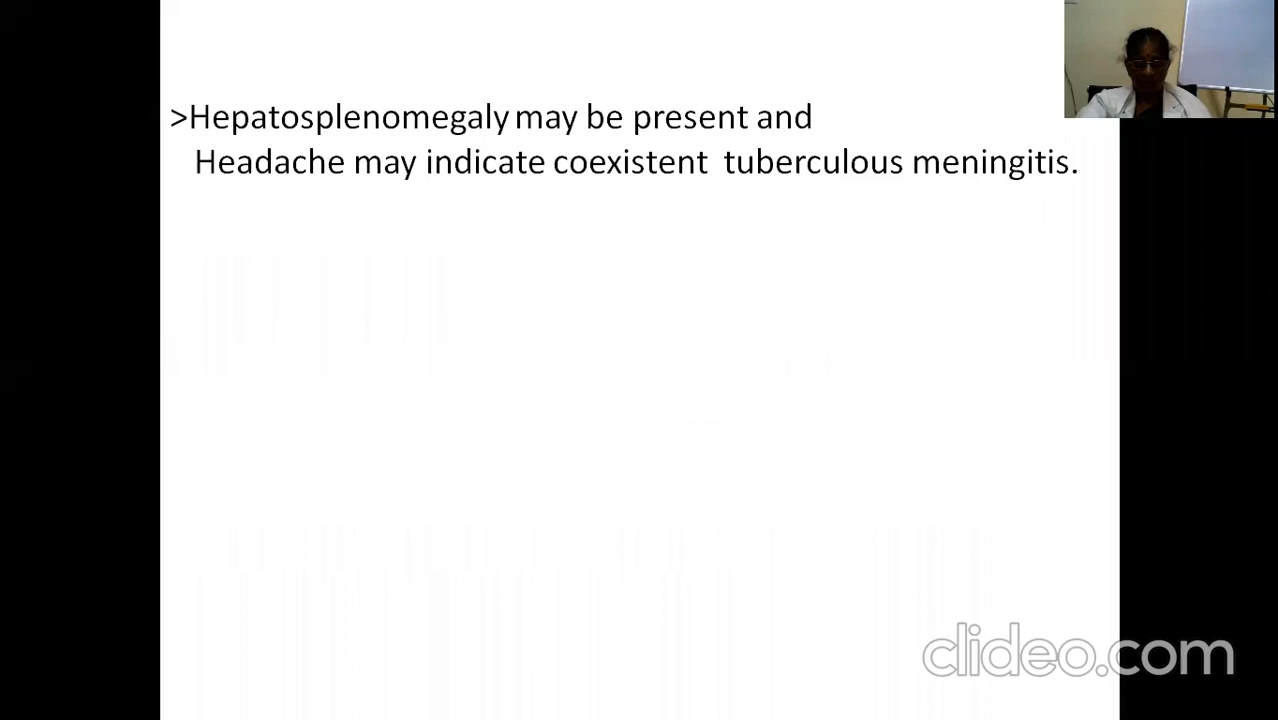 >Hepatosplenomegaly may be present and
Headache may indicate coexistent tuberculous meningitis.
clideo.com